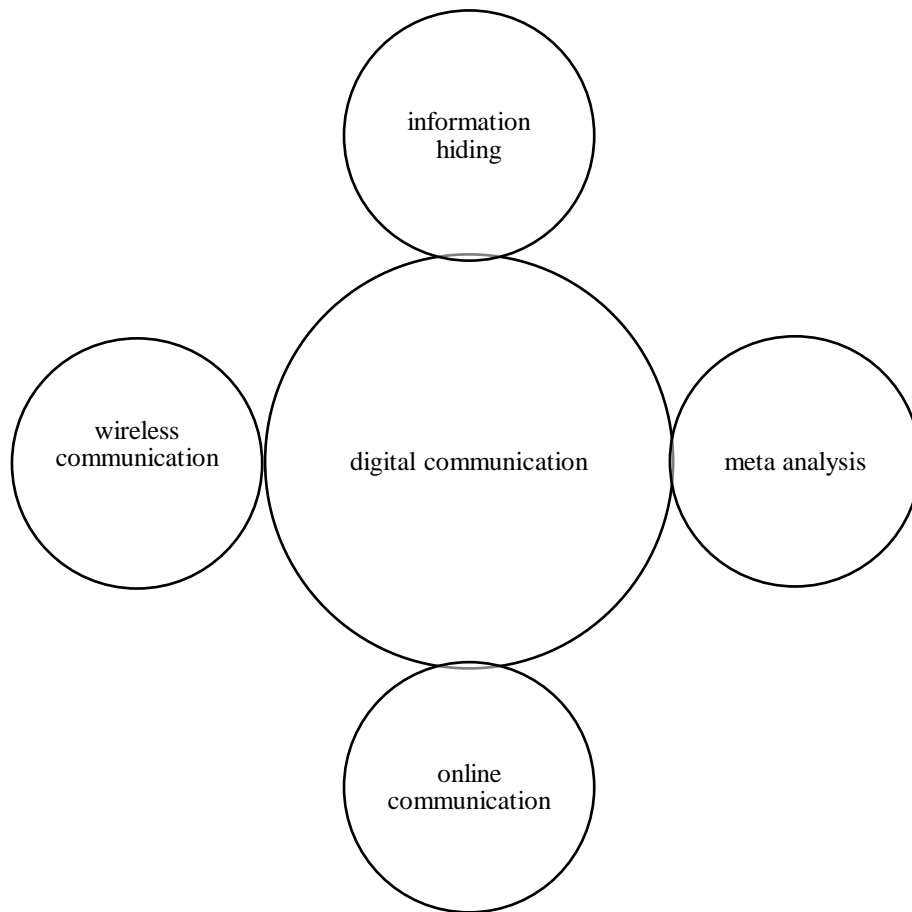 information
hiding
wireless
communication
digital communication
meta analysis
online
communication